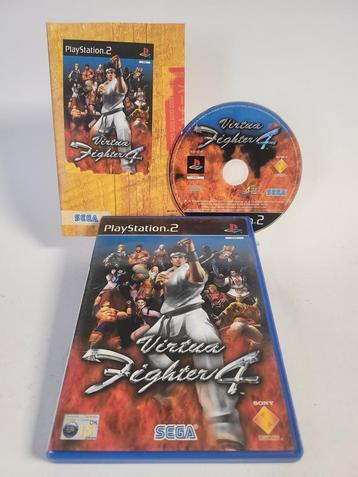 PlayStation 2
Virtua
Fighter 4
SEGA
Virtua
Fighter 4
SEGA
PlayStation 2
Virtua
Fighter 4
SEGA
SONY